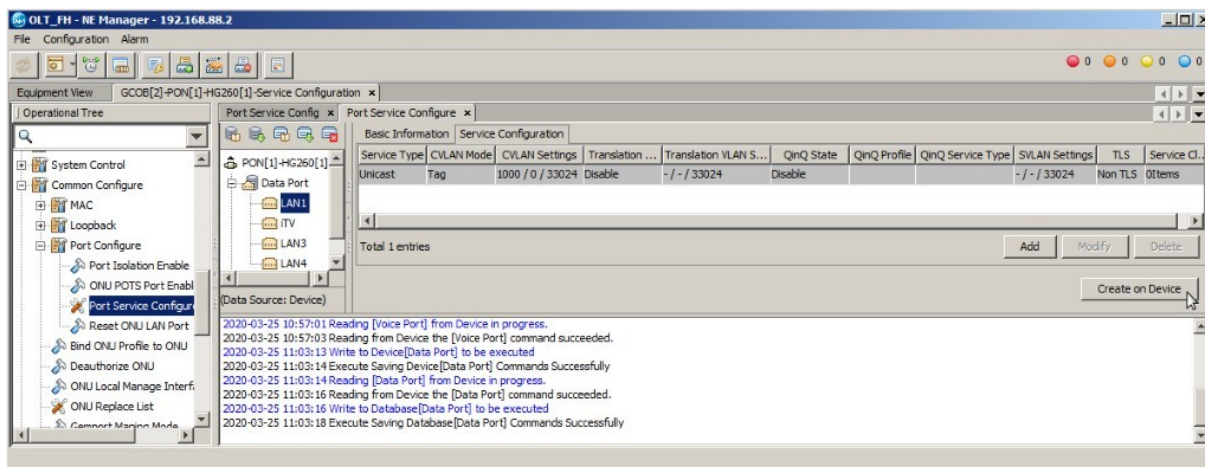 OLT_FH - NE Manager - 192.168.88.2
File Configuration Alarm
0 0 0 0
Equipment View GCOB[2]-PON[1]-HG260[1]-Service Configuration
Operational Tree
Port Service Config Port Service Configure
Basic Information Service Configuration
System Control
Common Configure
MAC
Loopback
Port Configure
Port Isolation Enable
ONU POTS Port Enabl
Port Service Configur
Reset ONU LAN Port
Bind ONU Profile to ONU
Deauthorize ONU
ONU Local Manage Interf
ONU Replace List
Gemport Maping Mode
PON[1]-HG260[1]
Data Port
LAN1
iTV
LAN3
LAN4
(Data Source: Device)
Service Type CVLAN Mode CVLAN Settings Translation ... Translation VLAN S... QinQ State QinQ Profile QinQ Service Type SVLAN Settings TLS Service Cl...
Unicast Tag 1000 / 0 / 33024 Disable - / - / 33024 Disable - / - / 33024 Non TLS 0Items
Total 1 entries
Add Modify Delete
Create on Device
2020-03-25 10:57:01 Reading [Voice Port] from Device in progress.
2020-03-25 10:57:03 Reading from Device the [Voice Port] command succeeded.
2020-03-25 11:03:13 Write to Device[Data Port] to be executed
2020-03-25 11:03:14 Execute Saving Device[Data Port] Commands Successfully
2020-03-25 11:03:14 Reading [Data Port] from Device in progress.
2020-03-25 11:03:16 Reading from Device the [Data Port] command succeeded.
2020-03-25 11:03:16 Write to Database[Data Port] to be executed
2020-03-25 11:03:18 Execute Saving Database[Data Port] Commands Successfully